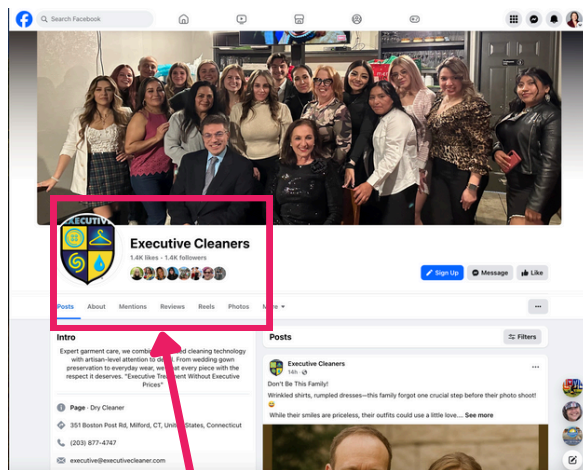 Search Facebook
EXECUTIVE
Executive Cleaners
1.4K likes • 1.4K followers
Sign Up
Message
Like
Posts
About
Mentions
Reviews
Reels
Photos
More
Intro
Expert garment care, we combine cleaning technology
with artisan-level attention to From wedding gown
preservation to everyday wear, we treat every piece with the
respect it deserves. "Executive Treatment Without Executive
Prices"
Page · Dry Cleaner
351 Boston Post Rd, Milford, CT, United States, Connecticut
(203) 877-4747
executive@executivecleaner.com
Posts
Filters
Executive Cleaners
14h
Don't Be This Family!
Wrinkled shirts, rumpled dresses—this family forgot one crucial step before their photo shoot!
While their smiles are priceless, their outfits could use a little love.... See more